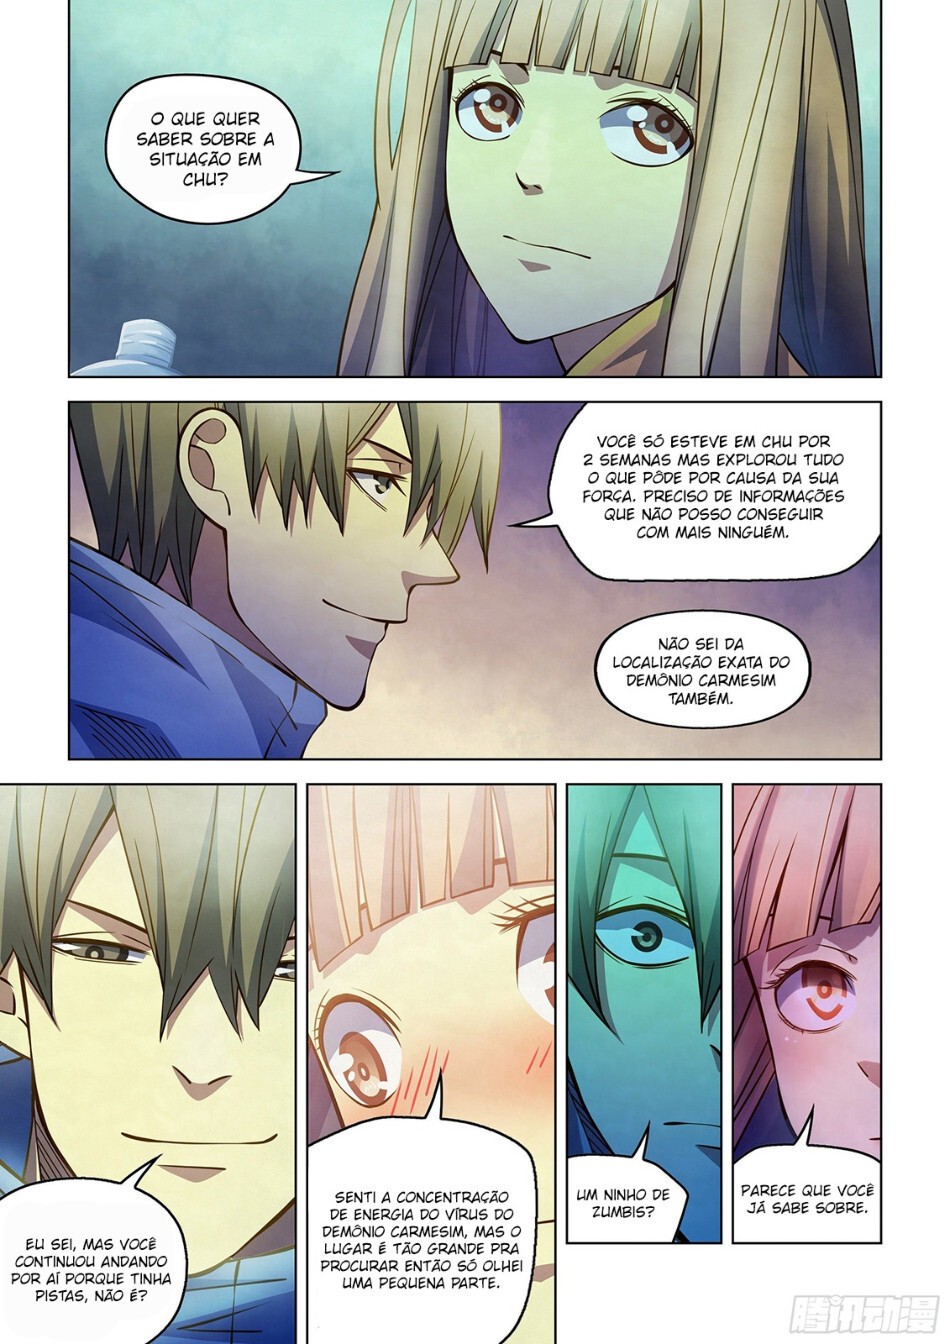 O QUE QUER
SABER SOBRE A
SITUAÇÃO EM
CHU?
VOCÊ SÓ ESTEVE EM CHU POR
2 SEMANAS MAS EXPLOROU TUDO
O QUE PÔDE POR CAUSA DA SUA
FORÇA. PRECISO DE INFORMAÇÕES
QUE NÃO POSSO CONSEGUIR
COM MAIS NINGUÉM.
NÃO SEI DA
LOCALIZAÇÃO EXATA DO
DEMÔNIO CARMESIM
TAMBÉM.
EU SEI, MAS VOCÊ
CONTINUOU ANDANDO
POR AÍ PORQUE TINHA
PISTAS, NÃO É?
SENTI A CONCENTRAÇÃO
DE ENERGIA DO VÍRUS DO
DEMÔNIO CARMESIM, MAS O
LUGAR É TÃO GRANDE PRA
PROCURAR ENTÃO SÓ OLHEI
UMA PEQUENA PARTE.
UM NINHO DE
ZUMBIS?
PARECE QUE VOCÊ
JÁ SABE SOBRE.
腾讯动漫